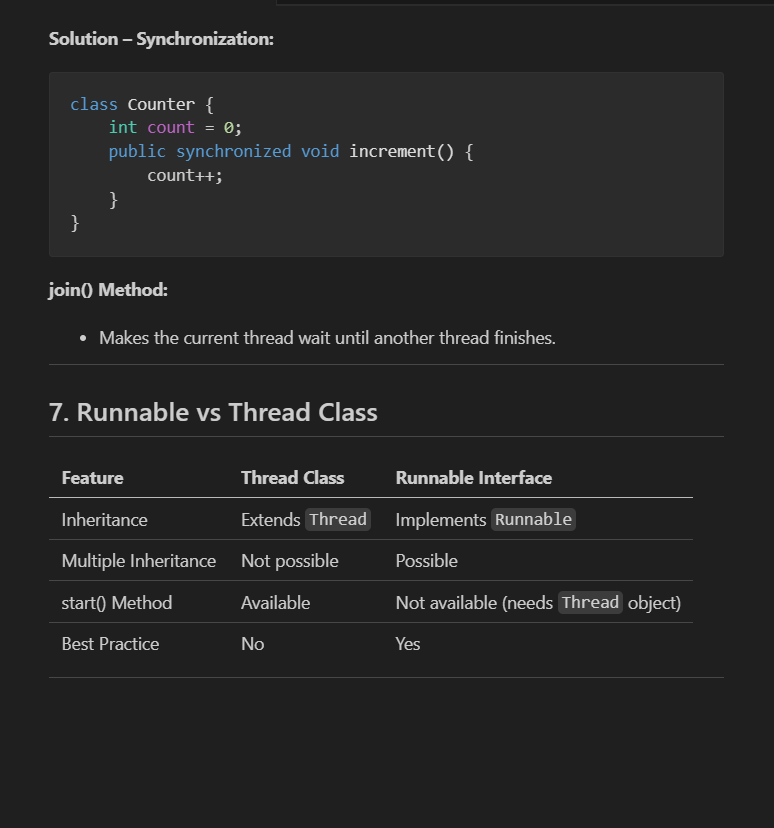 Solution – Synchronization:
class Counter {
    int count = 0;
    public synchronized void increment() {
        count++;
    }
}
join() Method:
• Makes the current thread wait until another thread finishes.
7. Runnable vs Thread Class
Feature Thread Class Runnable Interface
Inheritance Extends Thread Implements Runnable
Multiple Inheritance Not possible Possible
start() Method Available Not available (needs Thread object)
Best Practice No Yes